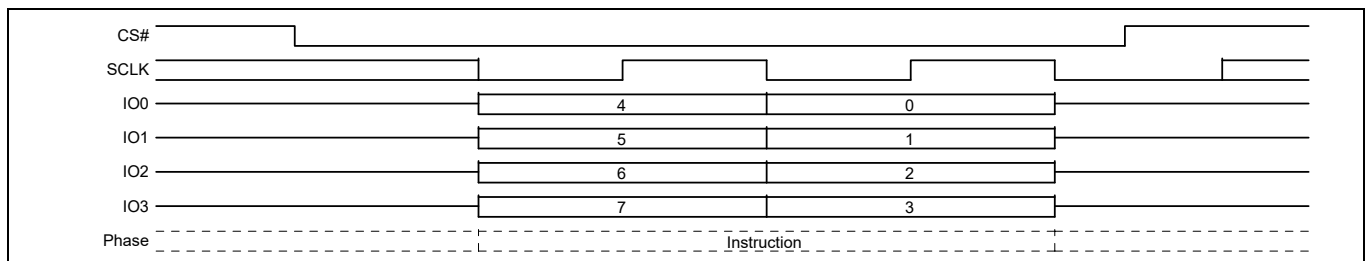 CS#
SCLK
IO0 4 0
IO1 5 1
IO2 6 2
IO3 7 3
Phase Instruction